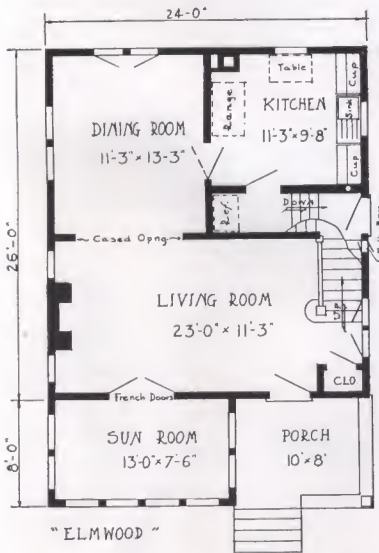 24'-0"
Table
Cup
Range
KITCHEN
Sink
DINING ROOM
11'-3" × 9'-8"
11'-3" × 13'-3"
Cup
Ref.
DOWN
26'-0"
Cased Opng
LIVING ROOM
UP
23'-0" × 11'-3"
CLO
French Doors
SUN ROOM
PORCH
8'-0"
13'-0" × 7'-6"
10' × 8'
"ELMWOOD"